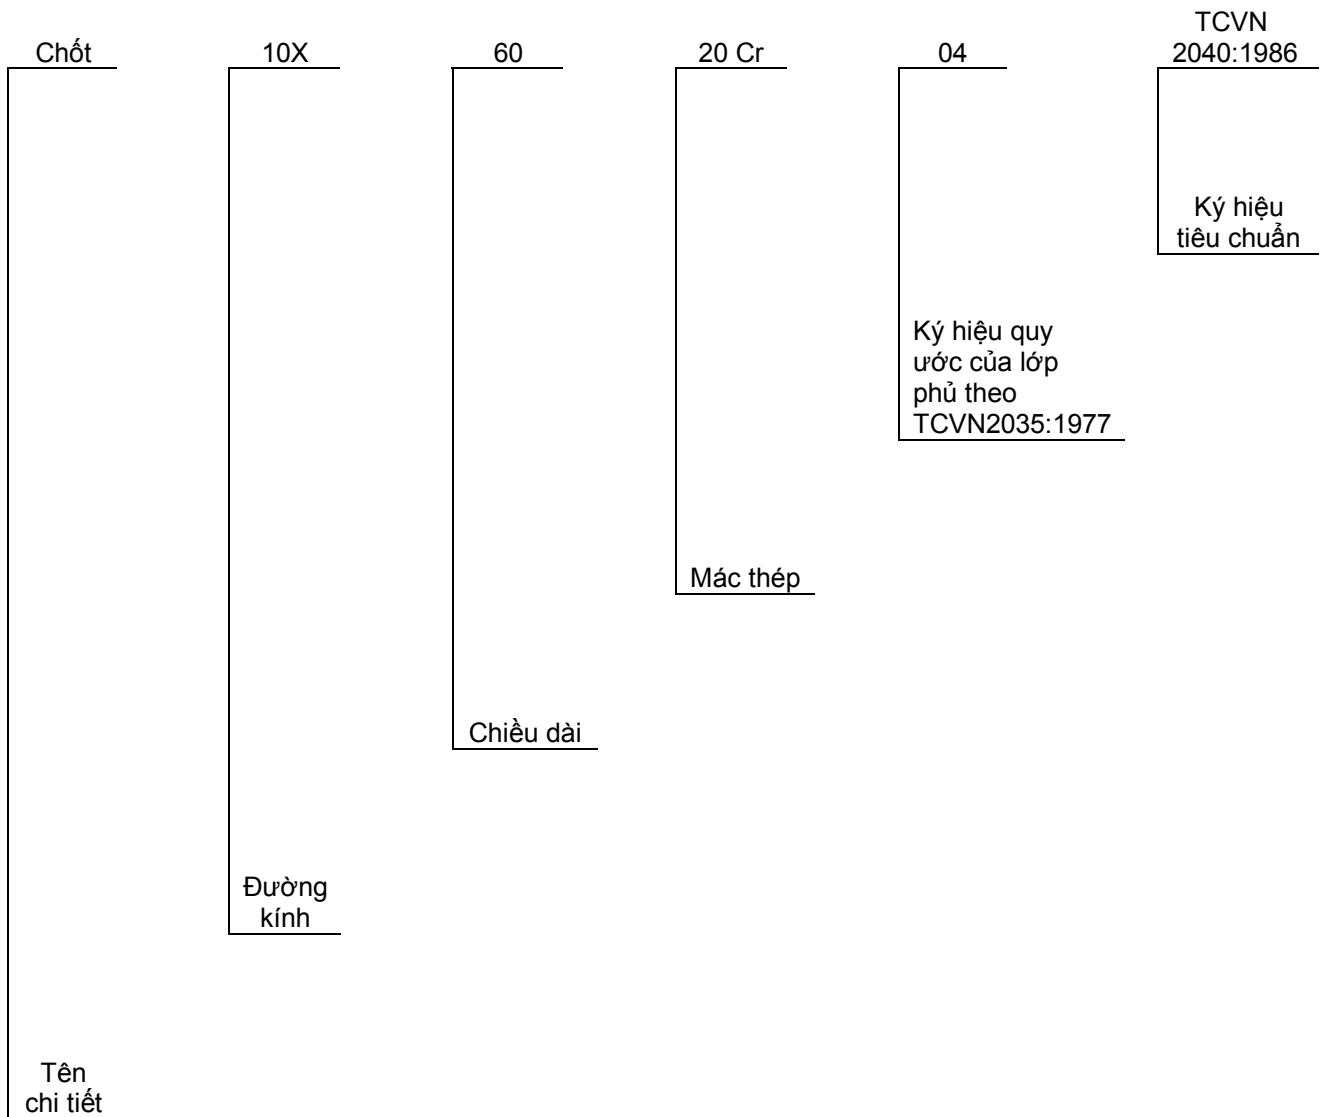 Chốt 10X 60 20 Cr 04 TCVN
2040:1986
Ký hiệu
tiêu chuẩn
Ký hiệu quy
ước của lớp
phủ theo
TCVN2035:1977
Mác thép
Chiều dài
Đường
kính
Tên
chi tiết